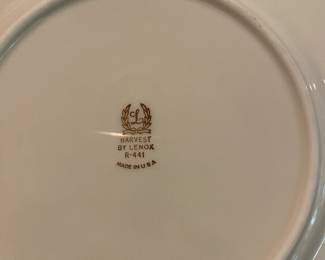 L
HARVEST
BY LENOX
R-441
MADE IN U.S.A.